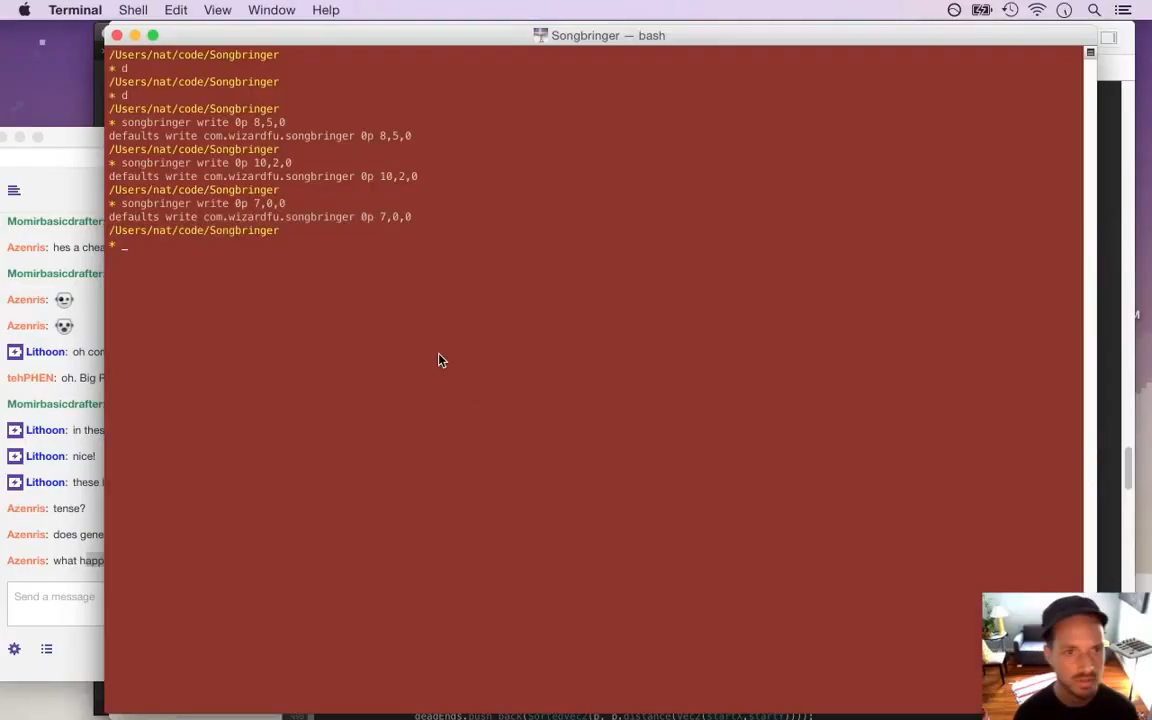 Terminal Shell Edit View Window Help
Songbringer — bash
/Users/nat/code/Songbringer
* d
/Users/nat/code/Songbringer
* d
/Users/nat/code/Songbringer
* songbringer write 0p 8,5,0
defaults write com.wizardfu.songbringer 0p 8,5,0
/Users/nat/code/Songbringer
* songbringer write 0p 10,2,0
defaults write com.wizardfu.songbringer 0p 10,2,0
/Users/nat/code/Songbringer
* songbringer write 0p 7,0,0
defaults write com.wizardfu.songbringer 0p 7,0,0
/Users/nat/code/Songbringer
* _
Momirbasicdrafter:
Azenris: hes a chea
Momirbasicdrafter:
Azenris:
Azenris:
Lithoon: oh con
tehPHEN: oh. Big F
Momirbasicdrafter:
Lithoon: in thes
Lithoon: nice!
Lithoon: these
Azenris: tense?
Azenris: does gene
Azenris: what happ
Send a message